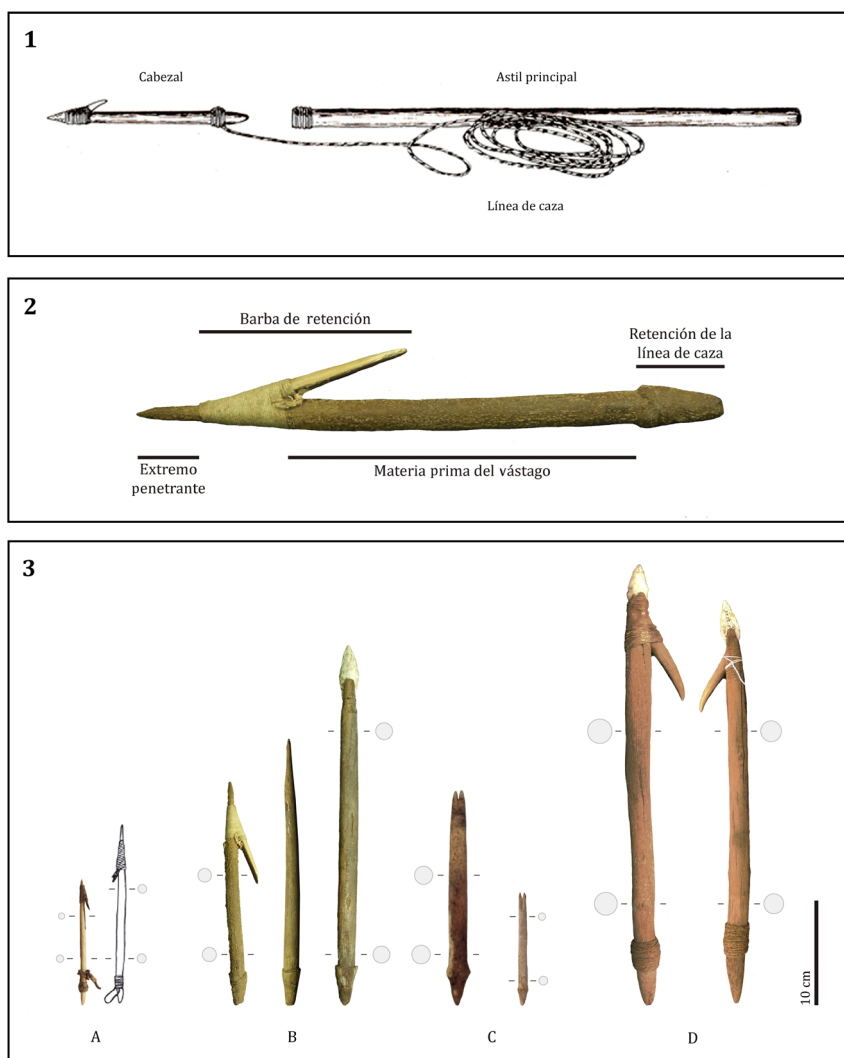 1
Cabezal
Astil principal
Línea de caza
2
Barba de retención
Retención de la
línea de caza
Extremo
penetrante
Materia prima del vástago
3
10 cm
A
B
C
D